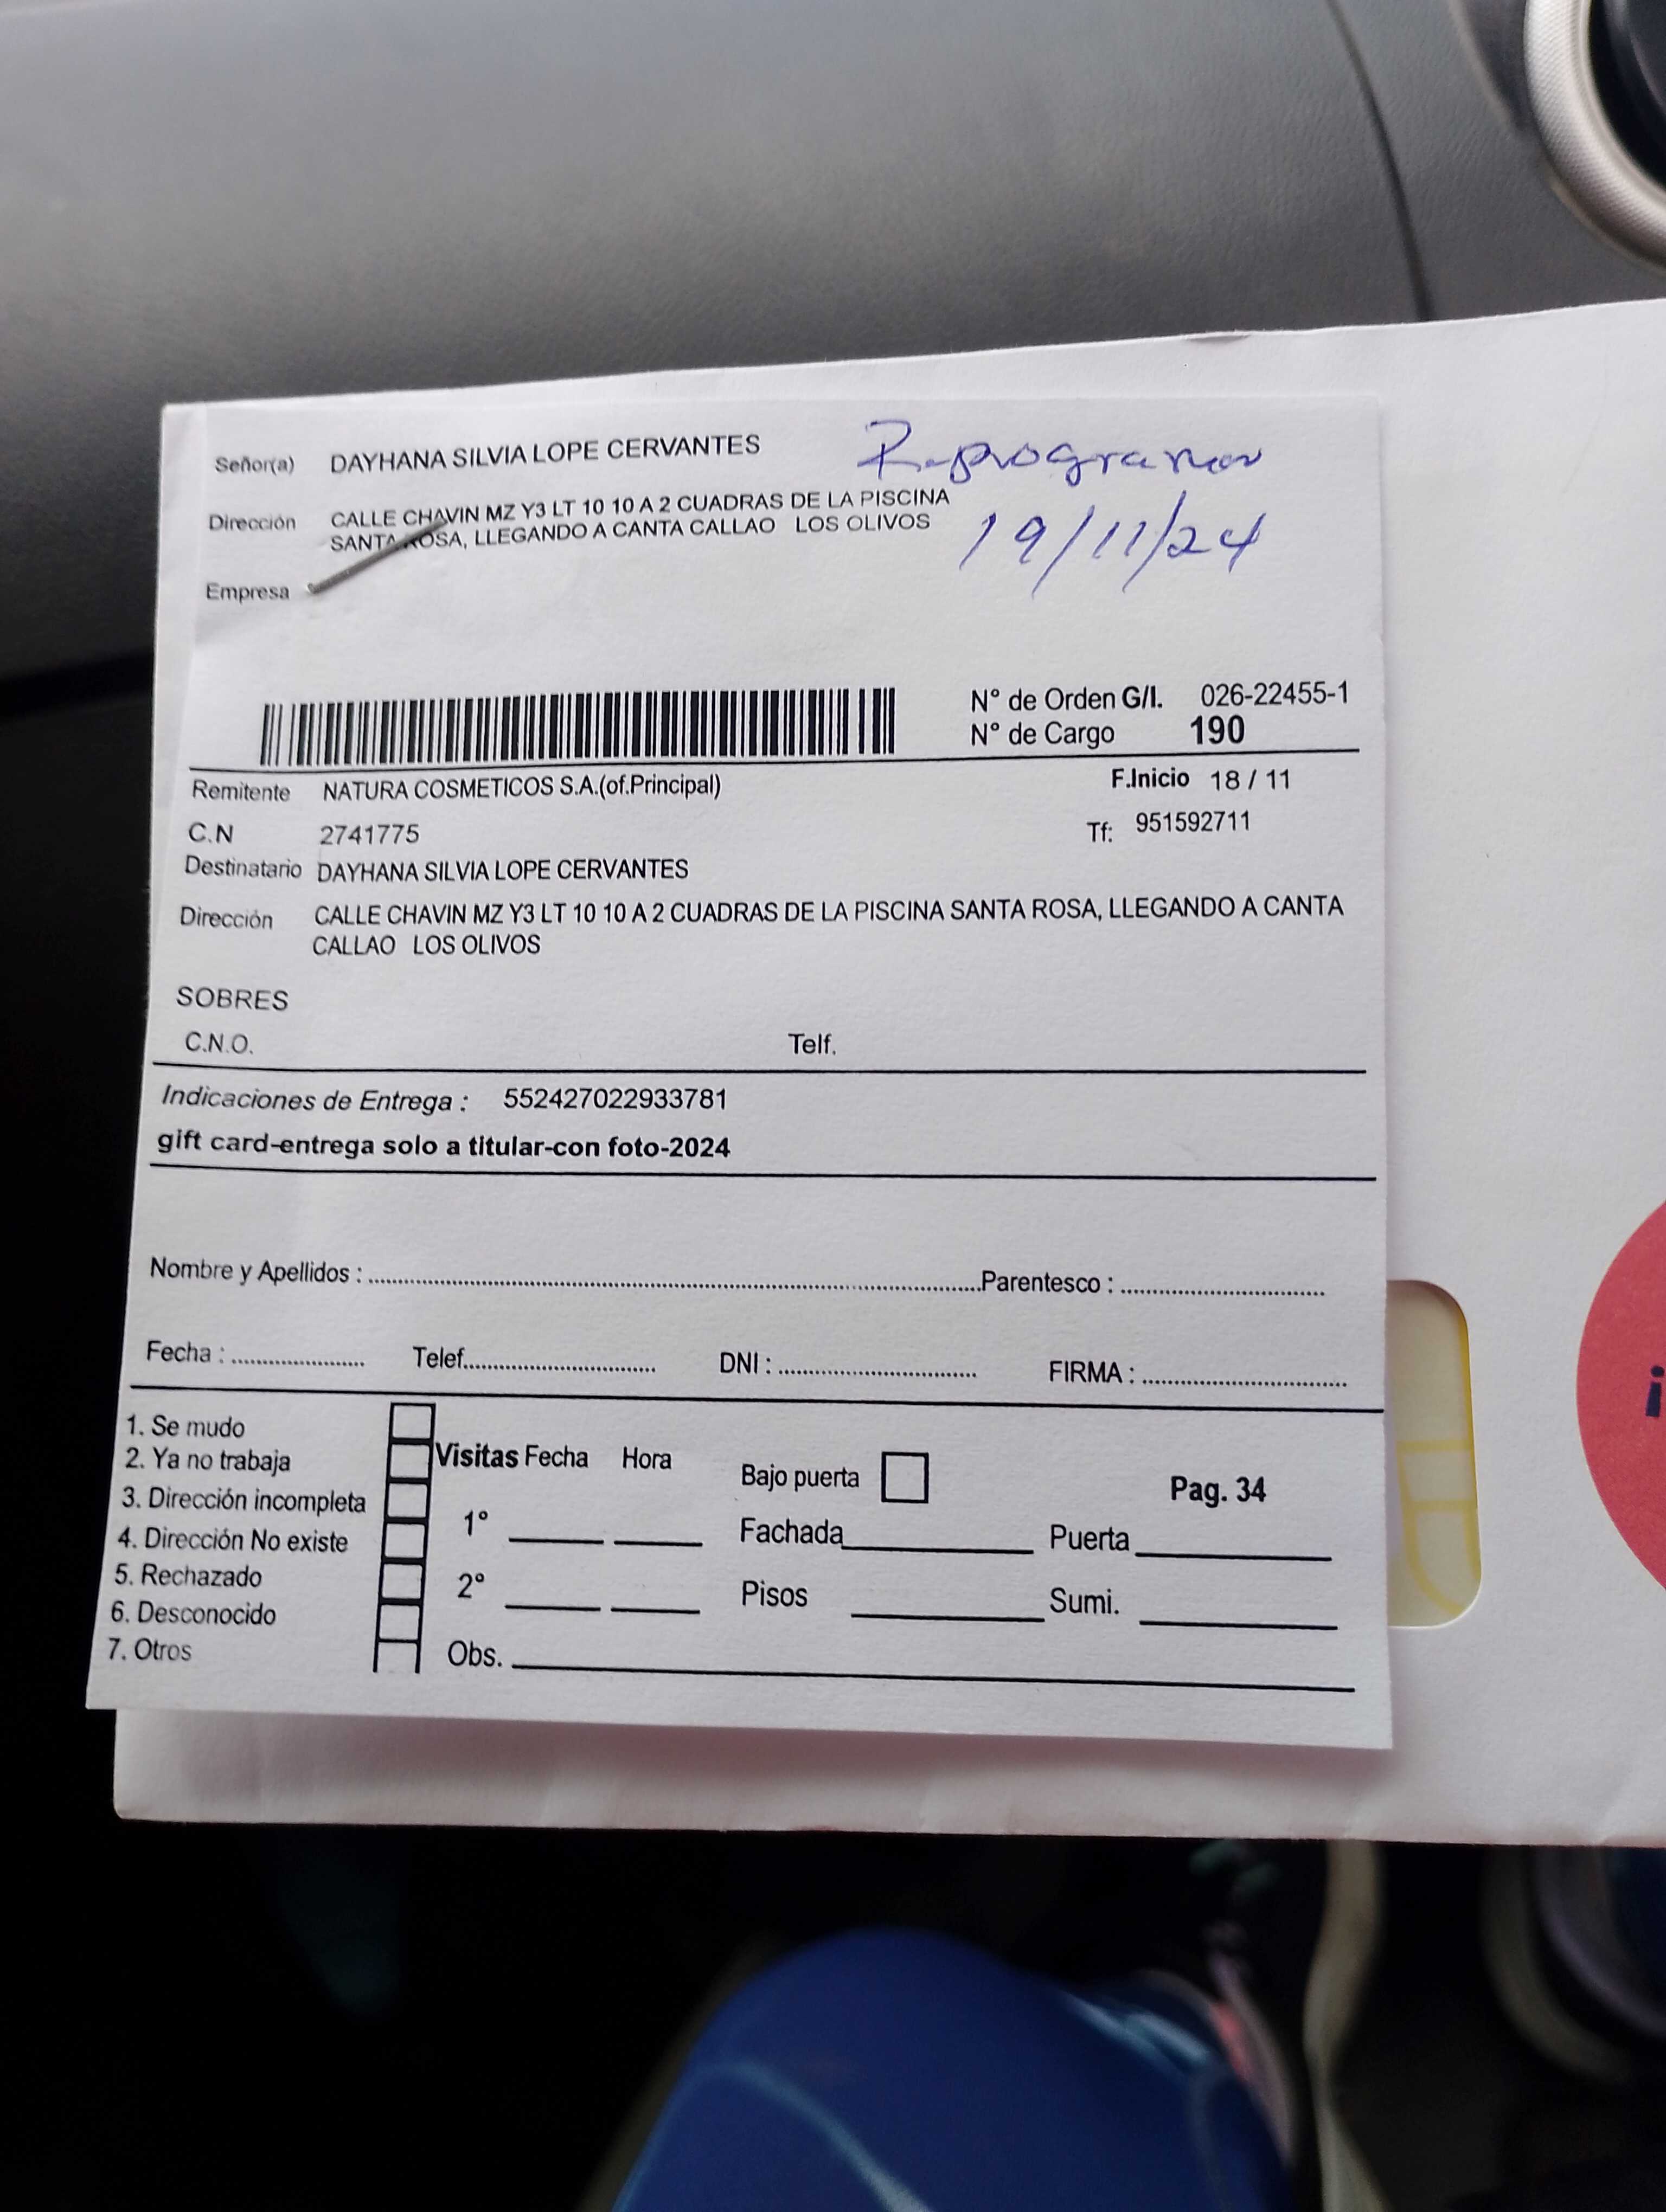 Señor(a) DAYHANA SILVIA LOPE CERVANTES
Reprogramar
19/11/24
Dirección CALLE CHAVIN MZ Y3 LT 10 10 A 2 CUADRAS DE LA PISCINA
SANTA ROSA, LLEGANDO A CANTA CALLAO LOS OLIVOS
Empresa
N° de Orden G/I. 026-22455-1
N° de Cargo 190
Remitente NATURA COSMETICOS S.A.(of.Principal) F.Inicio 18 / 11
C.N 2741775 Tf: 951592711
Destinatario DAYHANA SILVIA LOPE CERVANTES
Dirección CALLE CHAVIN MZ Y3 LT 10 10 A 2 CUADRAS DE LA PISCINA SANTA ROSA, LLEGANDO A CANTA
CALLAO LOS OLIVOS
SOBRES
C.N.O. Telf.
Indicaciones de Entrega : 552427022933781
gift card-entrega solo a titular-con foto-2024
Nombre y Apellidos : Parentesco :
Fecha : Telef. DNI : FIRMA :
1. Se mudo
2. Ya no trabaja
3. Dirección incompleta
4. Dirección No existe
5. Rechazado
6. Desconocido
7. Otros
Visitas Fecha Hora
1°
2°
Obs.
Bajo puerta Pag. 34
Fachada Puerta
Pisos Sumi.
¡